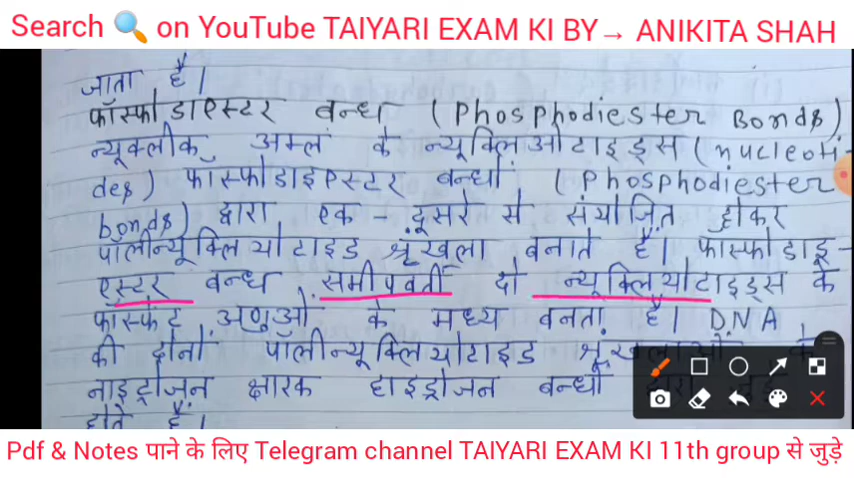 Search 🔍 on YouTube TAIYARI EXAM KI BY→ ANIKITA SHAH
जाता है।
फॉस्फोडाएस्टर बन्ध (Phosphodiester Bonds)
न्यूक्लीक अम्लं के न्यूक्लिओटाइड्स (nucleoti-
des) फास्फोडाइएस्टर बन्धों (Phosphodiester
bonds) द्वारा एक - दूसरे से संयोजित होकर
पॉलीन्यूक्लियोटाइड श्रृंखला बनाते हैं। फास्फोडाइ-
एस्टर बन्ध समीपवर्ती दो न्यूक्लियोटाइड्स के
फॉस्फेट अणुओं के मध्य बनता है। DNA
की दोनों पॉलीन्यूक्लियोटाइड श्रृंखलाओं के
नाइट्रोजन क्षारक हाइड्रोजन बन्धों द्वारा
होते हैं।
Pdf & Notes पाने के लिए Telegram channel TAIYARI EXAM KI 11th group से जुड़े